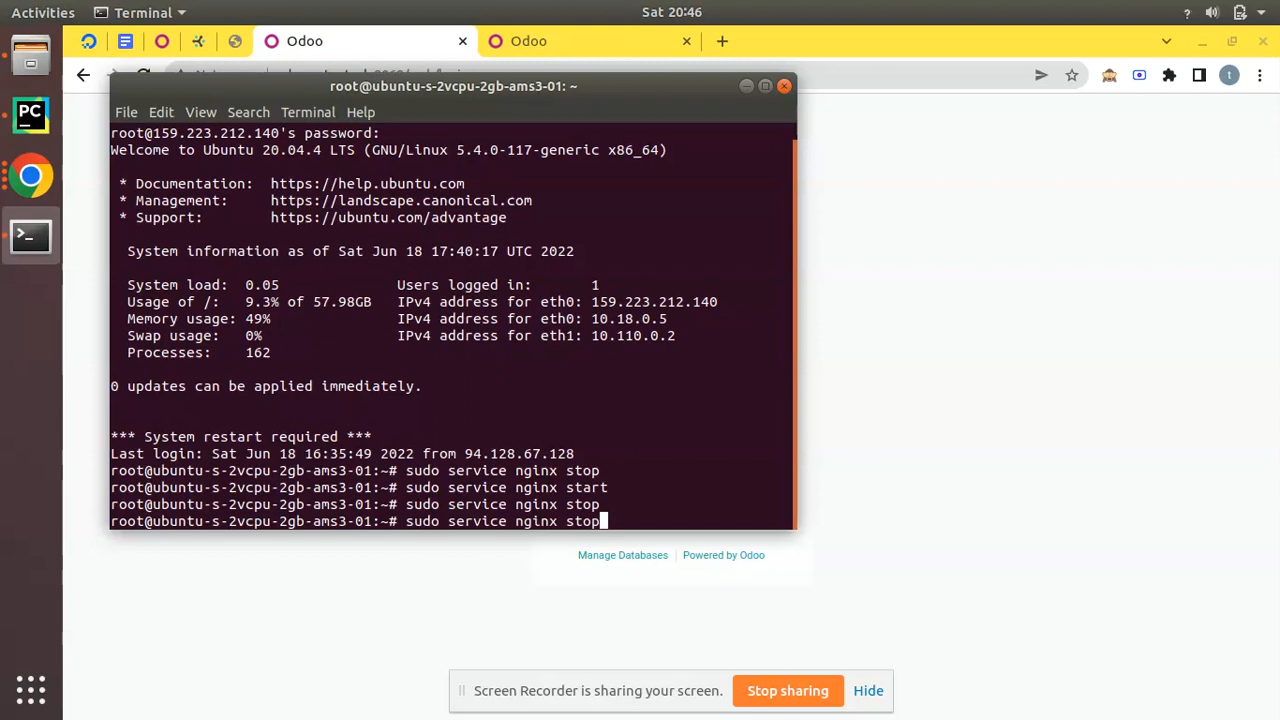 Activities Terminal Sat 20:46
Odoo Odoo
root@ubuntu-s-2vcpu-2gb-ams3-01: ~
File Edit View Search Terminal Help
root@159.223.212.140's password:
Welcome to Ubuntu 20.04.4 LTS (GNU/Linux 5.4.0-117-generic x86_64)
* Documentation: https://help.ubuntu.com
* Management: https://landscape.canonical.com
* Support: https://ubuntu.com/advantage
System information as of Sat Jun 18 17:40:17 UTC 2022
System load: 0.05 Users logged in: 1
Usage of /: 9.3% of 57.98GB IPv4 address for eth0: 159.223.212.140
Memory usage: 49% IPv4 address for eth0: 10.18.0.5
Swap usage: 0% IPv4 address for eth1: 10.110.0.2
Processes: 162
0 updates can be applied immediately.
*** System restart required ***
Last login: Sat Jun 18 16:35:49 2022 from 94.128.67.128
root@ubuntu-s-2vcpu-2gb-ams3-01:~# sudo service nginx stop
root@ubuntu-s-2vcpu-2gb-ams3-01:~# sudo service nginx start
root@ubuntu-s-2vcpu-2gb-ams3-01:~# sudo service nginx stop
root@ubuntu-s-2vcpu-2gb-ams3-01:~# sudo service nginx stop
Manage Databases | Powered by Odoo
Screen Recorder is sharing your screen. Stop sharing Hide
PC
t